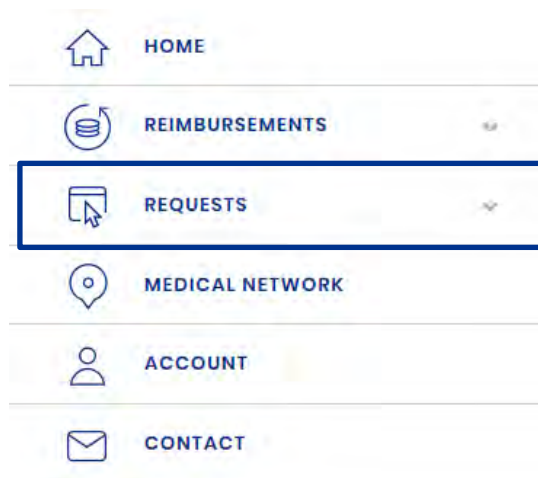 HOME
REIMBURSEMENTS
REQUESTS
MEDICAL NETWORK
ACCOUNT
CONTACT